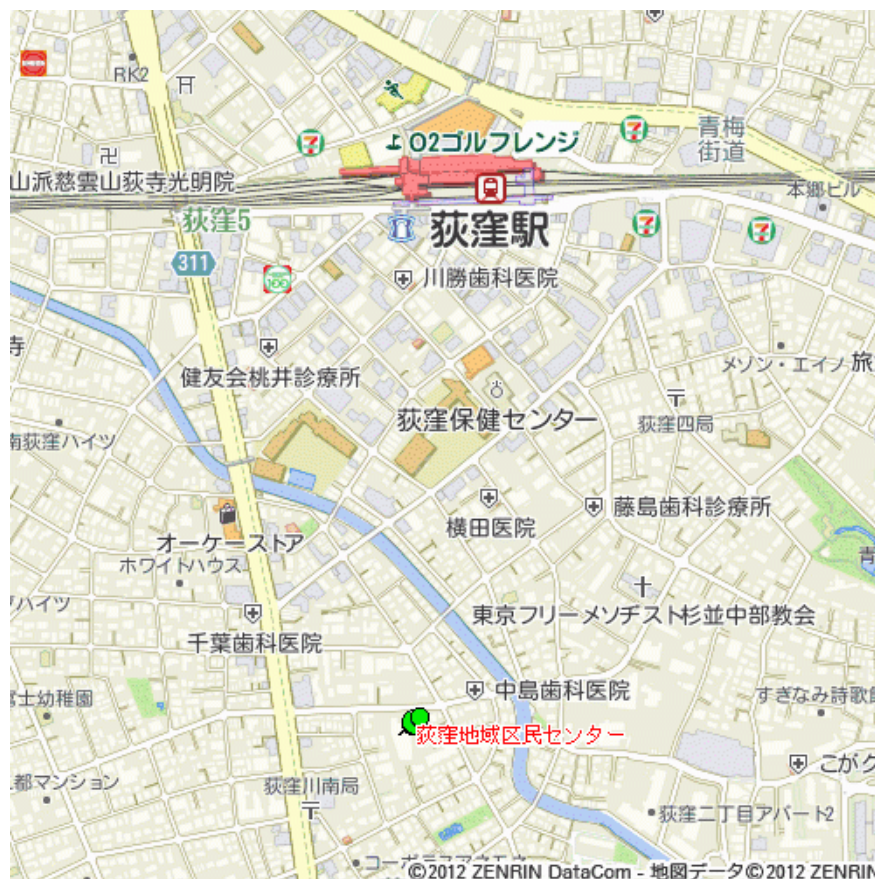 RK2
O2ゴルフレンジ
青梅
街道
山派慈雲山荻寺光明院
本郷ビル
荻窪5
荻窪駅
311
川勝歯科医院
100
寺
健友会桃井診療所
メゾン・エイノ
旅
荻窪保健センター
荻窪四局
南荻窪ハイツ
横田医院
藤島歯科診療所
オーケーストア
青
ホワイトハウス
ハイツ
東京フリーメソヂスト杉並中部教会
千葉歯科医院
中島歯科医院
富士幼稚園
すぎなみ詩歌館
荻窪地域区民センター
こがク
都マンション
荻窪川南局
荻窪二丁目アパート2
©2012 ZENRIN DataCom - 地図データ©2012 ZENRIN